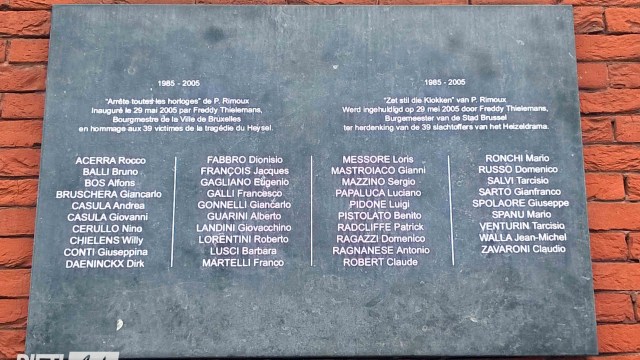 1985 - 2005
"Arrête toutes les horloges" de P. Rimoux
Inauguré le 29 mai 2005 par Freddy Thielemans,
Bourgmestre de la Ville de Bruxelles
en hommage aux 39 victimes de la tragédie du Heysel.
1985 - 2005
"Zet stil die Klokken" van P. Rimoux
Werd ingehuldigd op 29 mei 2005 door Freddy Thielemans,
Burgemeester van de Stad Brussel
ter herdenking van de 39 slachtoffers van het Heizeldrama.
ACERRA Rocco
BALLI Bruno
BOS Alfons
BRUSCHERA Giancarlo
CASULA Andrea
CASULA Giovanni
CERULLO Nino
CHIELENS Willy
CONTI Giuseppina
DAENINCKX Dirk
FABBRO Dionisio
FRANÇOIS Jacques
GAGLIANO Eugenio
GALLI Francesco
GONNELLI Giancarlo
GUARINI Alberto
LANDINI Giovacchino
LORENTINI Roberto
LUSCI Barbara
MARTELLI Franco
MESSORE Loris
MASTROIACO Gianni
MAZZINO Sergio
PAPALUCA Luciano
PIDONE Luigi
PISTOLATO Benito
RADCLIFFE Patrick
RAGAZZI Domenico
RAGNANESE Antonio
ROBERT Claude
RONCHI Mario
RUSSO Domenico
SALVI Tarcisio
SARTO Gianfranco
SPOLAORE Giuseppe
SPANU Mario
VENTURIN Tarcisio
WALLA Jean-Michel
ZAVARONI Claudio